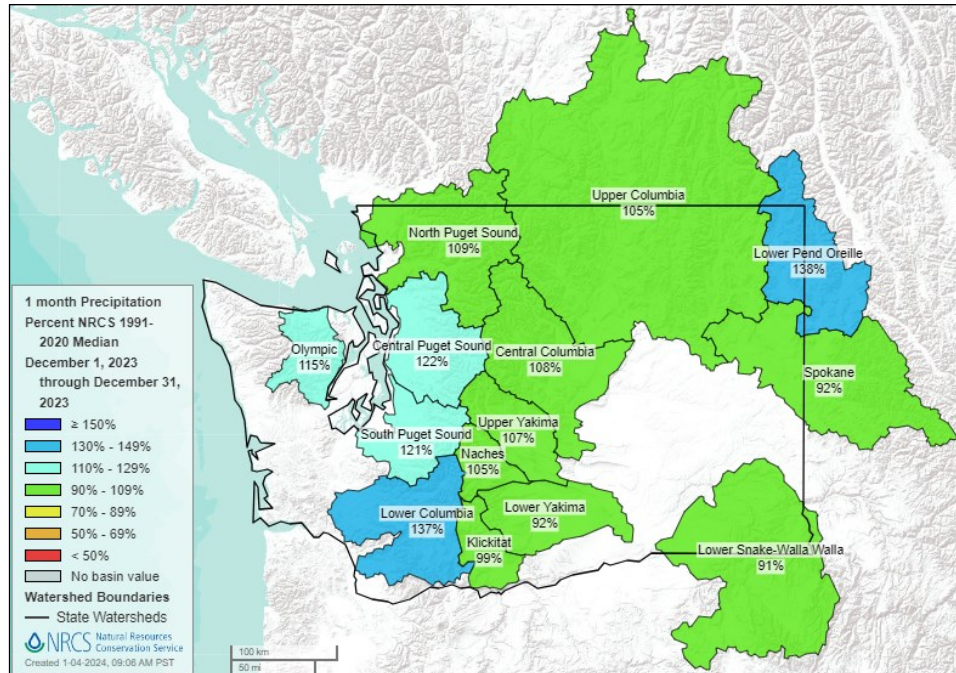 Upper Columbia
105%
North Puget Sound
109%
Lower Pend Oreille
138%
Olympic
115%
Central Puget Sound
122%
Central Columbia
108%
Spokane
92%
South Puget Sound
121%
Upper Yakima
107%
Naches
105%
Lower Columbia
137%
Lower Yakima
92%
Klickitat
99%
Lower Snake-Walla Walla
91%
1 month Precipitation
Percent NRCS 1991-
2020 Median
December 1, 2023
through December 31,
2023
≥ 150%
130% - 149%
110% - 129%
90% - 109%
70% - 89%
50% - 69%
< 50%
No basin value
Watershed Boundaries
State Watersheds
NRCS Natural Resources
Conservation Service
Created 1-04-2024, 09:06 AM PST
100 km
50 mi